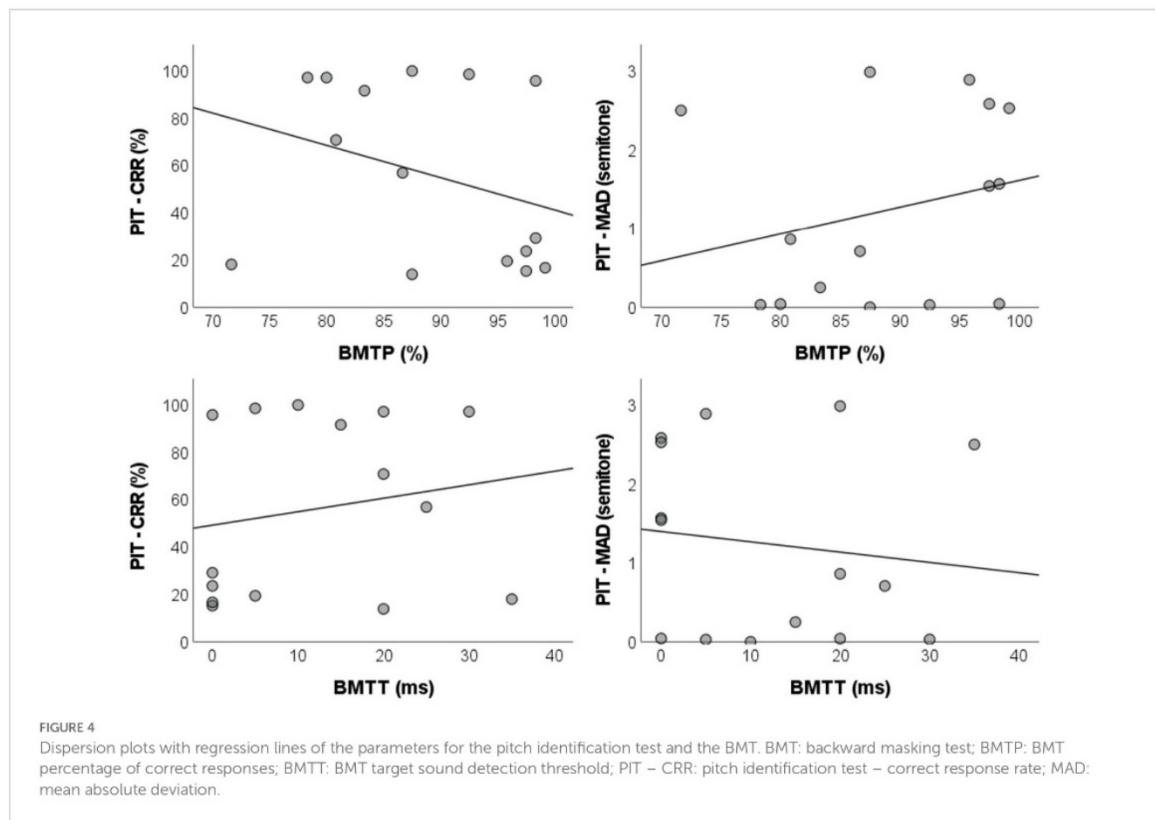 100
80
60
40
20
0
PIT - CRR (%)
70 75 80 85 90 95 100
BMTP (%)
3
2
1
0
PIT - MAD (semitone)
70 75 80 85 90 95 100
BMTP (%)
100
80
60
40
20
0
PIT - CRR (%)
0 10 20 30 40
BMTT (ms)
3
2
1
0
PIT - MAD (semitone)
0 10 20 30 40
BMTT (ms)
FIGURE 4
Dispersion plots with regression lines of the parameters for the pitch identification test and the BMT. BMT: backward masking test; BMTP: BMT
percentage of correct responses; BMTT: BMT target sound detection threshold; PIT – CRR: pitch identification test – correct response rate; MAD:
mean absolute deviation.